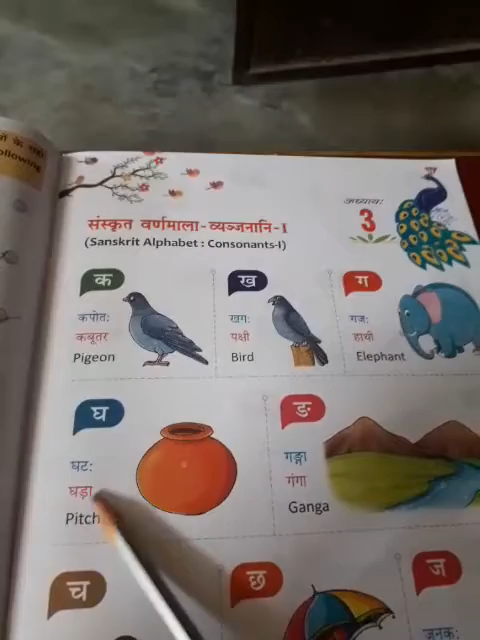 अध्यायः
3
संस्कृत वर्णमाला-व्यञ्जनानि-I
(Sanskrit Alphabet : Consonants-I)
क
कपोतः
कबूतर
Pigeon
ख
खगः
पक्षी
Bird
ग
गजः
हाथी
Elephant
घ
घटः
घड़ा
ङ
गङ्गा
गंगा
Ganga
च
छ
ज